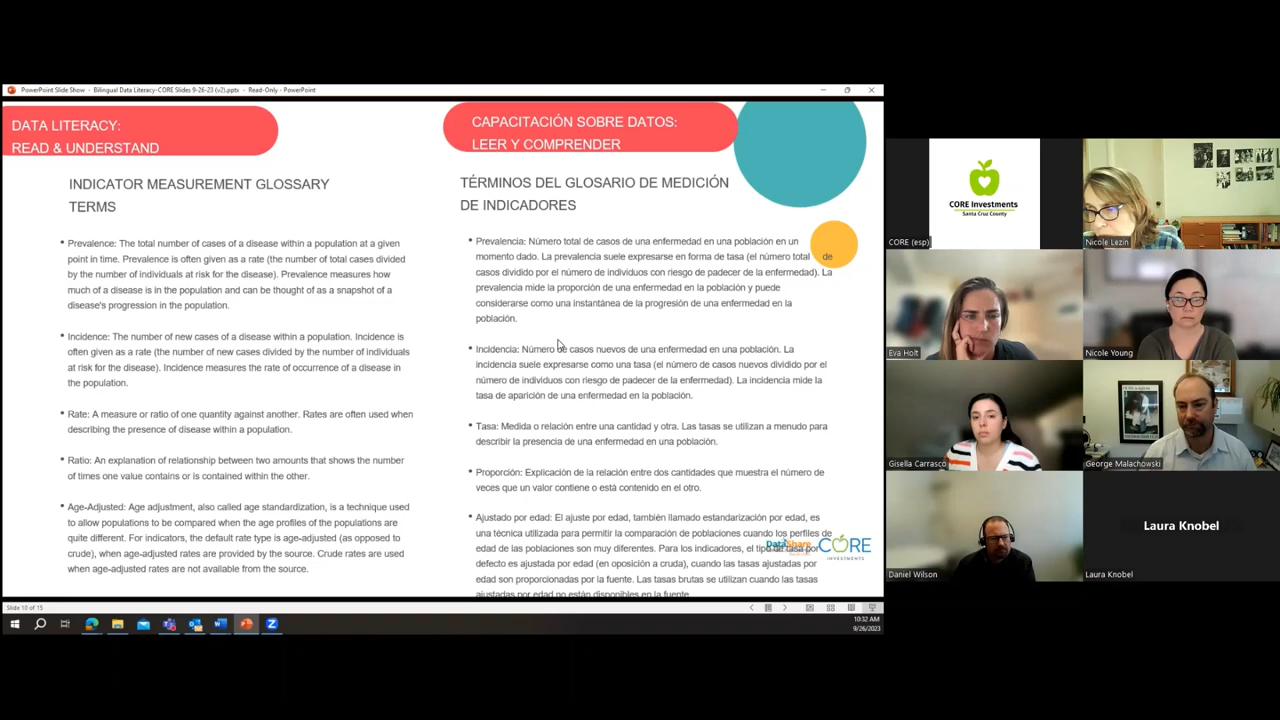 PowerPoint Slide Show - Bilingual Data Literacy-CORE Slides 9-26-23 (v2).pptx - Read-Only - PowerPoint
DATA LITERACY:
READ & UNDERSTAND
INDICATOR MEASUREMENT GLOSSARY
TERMS
• Prevalence: The total number of cases of a disease within a population at a given
point in time. Prevalence is often given as a rate (the number of total cases divided
by the number of individuals at risk for the disease). Prevalence measures how
much of a disease is in the population and can be thought of as a snapshot of a
disease's progression in the population.
• Incidence: The number of new cases of a disease within a population. Incidence is
often given as a rate (the number of new cases divided by the number of individuals
at risk for the disease). Incidence measures the rate of occurrence of a disease in
the population.
• Rate: A measure or ratio of one quantity against another. Rates are often used when
describing the presence of disease within a population.
• Ratio: An explanation of relationship between two amounts that shows the number
of times one value contains or is contained within the other.
• Age-Adjusted: Age adjustment, also called age standardization, is a technique used
to allow populations to be compared when the age profiles of the populations are
quite different. For indicators, the default rate type is age-adjusted (as opposed to
crude), when age-adjusted rates are provided by the source. Crude rates are used
when age-adjusted rates are not available from the source.
CAPACITACIÓN SOBRE DATOS:
LEER Y COMPRENDER
TÉRMINOS DEL GLOSARIO DE MEDICIÓN
DE INDICADORES
• Prevalencia: Número total de casos de una enfermedad en una población en un
momento dado. La prevalencia suele expresarse en forma de tasa (el número total de
casos dividido por el número de individuos con riesgo de padecer de la enfermedad). La
prevalencia mide la proporción de una enfermedad en la población y puede
considerarse como una instantánea de la progresión de una enfermedad en la
población.
• Incidencia: Número de casos nuevos de una enfermedad en una población. La
incidencia suele expresarse como una tasa (el número de casos nuevos dividido por el
número de individuos con riesgo de padecer de la enfermedad). La incidencia mide la
tasa de aparición de una enfermedad en la población.
• Tasa: Medida o relación entre una cantidad y otra. Las tasas se utilizan a menudo para
describir la presencia de una enfermedad en una población.
• Proporción: Explicación de la relación entre dos cantidades que muestra el número de
veces que un valor contiene o está contenido en el otro.
• Ajustado por edad: El ajuste por edad, también llamado estandarización por edad, es
una técnica utilizada para permitir la comparación de poblaciones cuando los perfiles de
edad de las poblaciones son muy diferentes. Para los indicadores, el tipo de tasa por
defecto es ajustada por edad (en oposición a cruda), cuando las tasas ajustadas por
edad son proporcionadas por la fuente. Las tasas brutas se utilizan cuando las tasas
ajustadas por edad no están disponibles en la fuente.
DataShare
CORE
INVESTMENTS
Slide 10 of 15
10:32 AM
9/26/2023
CORE Investments
Santa Cruz County
CORE (esp)
Nicole Lezin
Eva Holt
Nicole Young
Gisella Carrasco
George Malachowski
Daniel Wilson
Laura Knobel
Laura Knobel